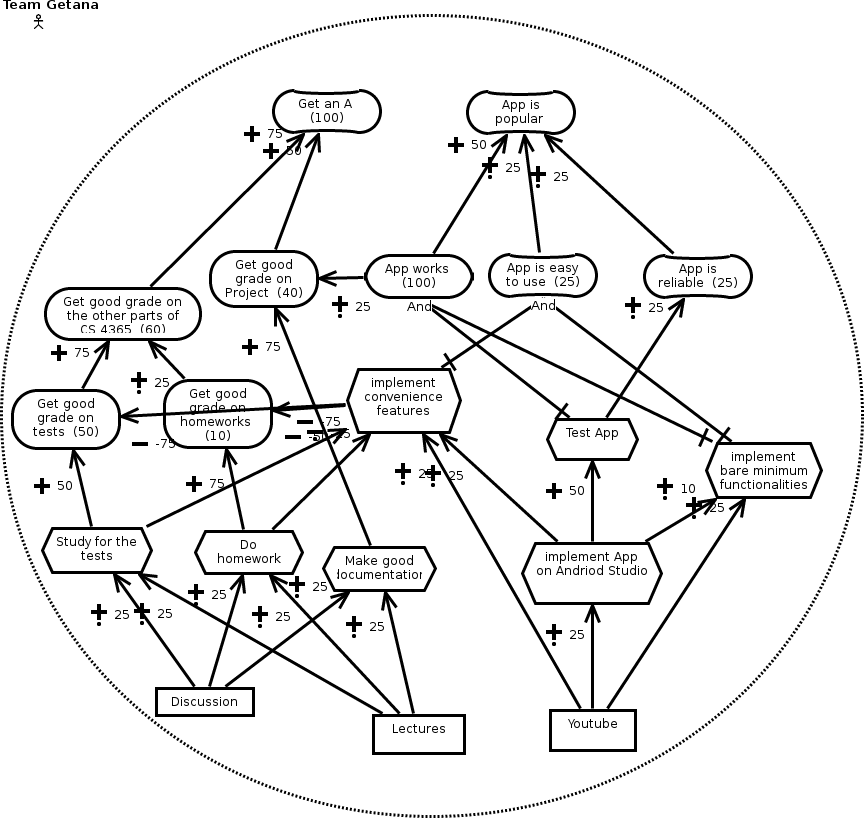 Team Getana
Get an A
(100)
App is
popular
75
50
50
25
25
Get good
grade on
Project (40)
App works
(100)
App is easy
to use (25)
App is
reliable (25)
Get good grade on
the other parts of
CS 4365 (60)
25
And
And
25
75
75
25
implement
convenience
features
Get good
grade on
tests (50)
Get good
grade on
homeworks
(10)
-75
-75
Test App
implement
bare minimum
functionalities
50
75
25
25
50
10
25
Study for the
tests
Do
homework
Make good
documentation
implement App
on Andriod Studio
25
25
25
25
25
25
25
Discussion
Lectures
Youtube